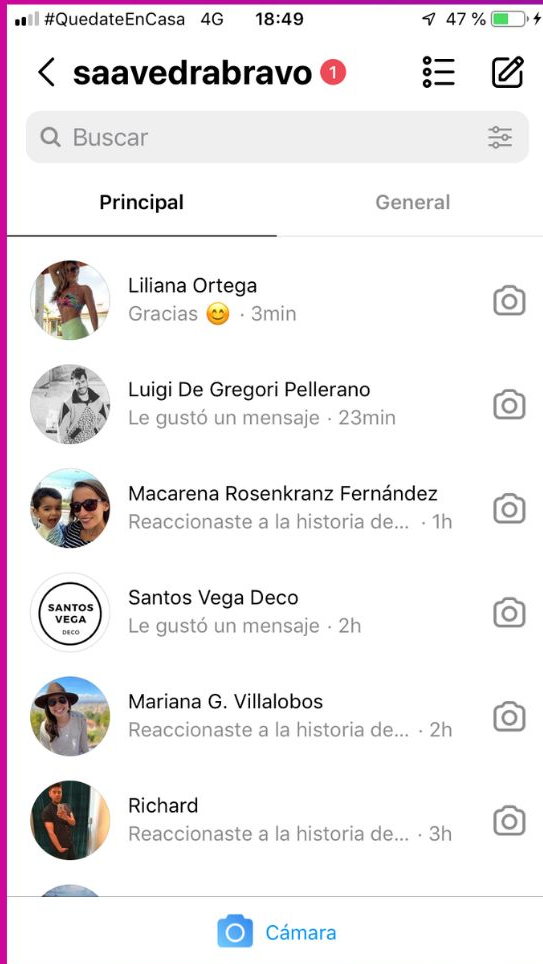 #QuedateEnCasa 4G 18:49 47 %
saavedrabravo 1
Buscar
Principal General
Liliana Ortega
Gracias 😊 · 3min
Luigi De Gregori Pellerano
Le gustó un mensaje · 23min
Macarena Rosenkranz Fernández
Reaccionaste a la historia de... · 1h
SANTOS
VEGA
DECO
Santos Vega Deco
Le gustó un mensaje · 2h
Mariana G. Villalobos
Reaccionaste a la historia de... · 2h
Richard
Reaccionaste a la historia de... · 3h
Cámara